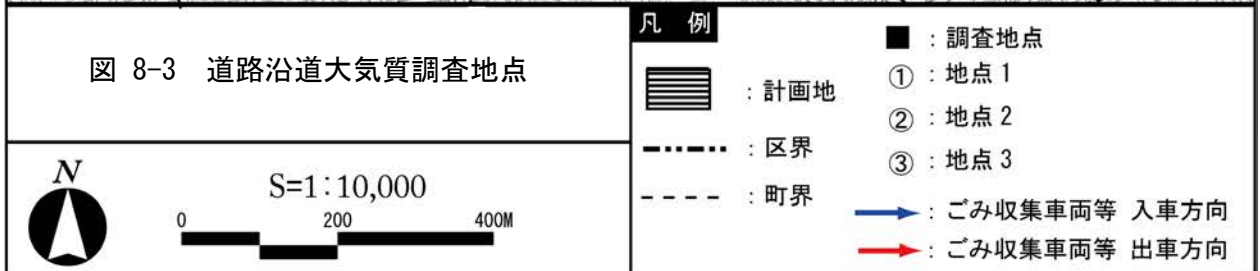 図 8-3 道路沿道大気質調査地点
N
S=1:10,000
0 200 400M
凡 例
：計画地
：区界
：町界
■ ：調査地点
① ：地点1
② ：地点2
③ ：地点3
：ごみ収集車両等 入車方向
：ごみ収集車両等 出車方向